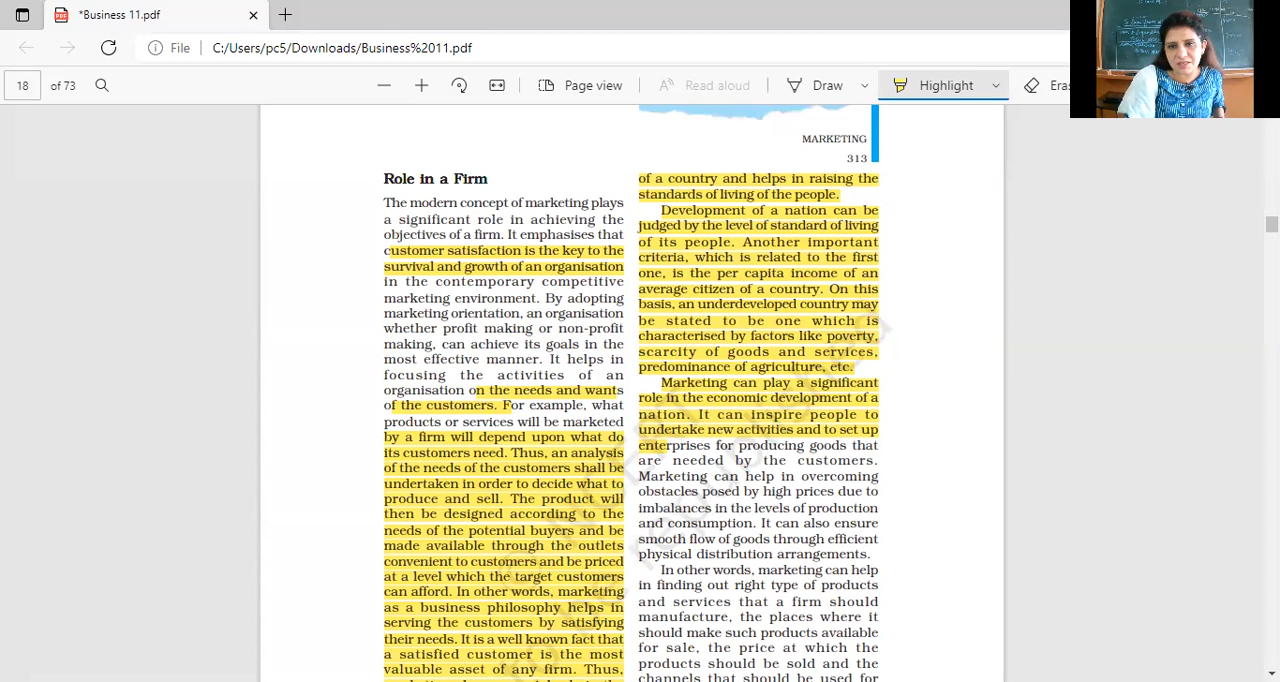 *Business 11.pdf
File
C:/Users/pc5/Downloads/Business%2011.pdf
18
of 73
Page view
Read aloud
Draw
Highlight
Era
MARKETING
313
Role in a Firm
The modern concept of marketing plays
a significant role in achieving the
objectives of a firm. It emphasises that
customer satisfaction is the key to the
survival and growth of an organisation
in the contemporary competitive
marketing environment. By adopting
marketing orientation, an organisation
whether profit making or non-profit
making, can achieve its goals in the
most effective manner. It helps in
focusing the activities of an
organisation on the needs and wants
of the customers. For example, what
products or services will be marketed
by a firm will depend upon what do
its customers need. Thus, an analysis
of the needs of the customers shall be
undertaken in order to decide what to
produce and sell. The product will
then be designed according to the
needs of the potential buyers and be
made available through the outlets
convenient to customers and be priced
at a level which the target customers
can afford. In other words, marketing
as a business philosophy helps in
serving the customers by satisfying
their needs. It is a well known fact that
a satisfied customer is the most
valuable asset of any firm. Thus,
of a country and helps in raising the
standards of living of the people.
Development of a nation can be
judged by the level of standard of living
of its people. Another important
criteria, which is related to the first
one, is the per capita income of an
average citizen of a country. On this
basis, an underdeveloped country may
be stated to be one which is
characterised by factors like poverty,
scarcity of goods and services,
predominance of agriculture, etc.
Marketing can play a significant
role in the economic development of a
nation. It can inspire people to
undertake new activities and to set up
enterprises for producing goods that
are needed by the customers.
Marketing can help in overcoming
obstacles posed by high prices due to
imbalances in the levels of production
and consumption. It can also ensure
smooth flow of goods through efficient
physical distribution arrangements.
In other words, marketing can help
in finding out right type of products
and services that a firm should
manufacture, the places where it
should make such products available
for sale, the price at which the
products should be sold and the
channels that should be used for